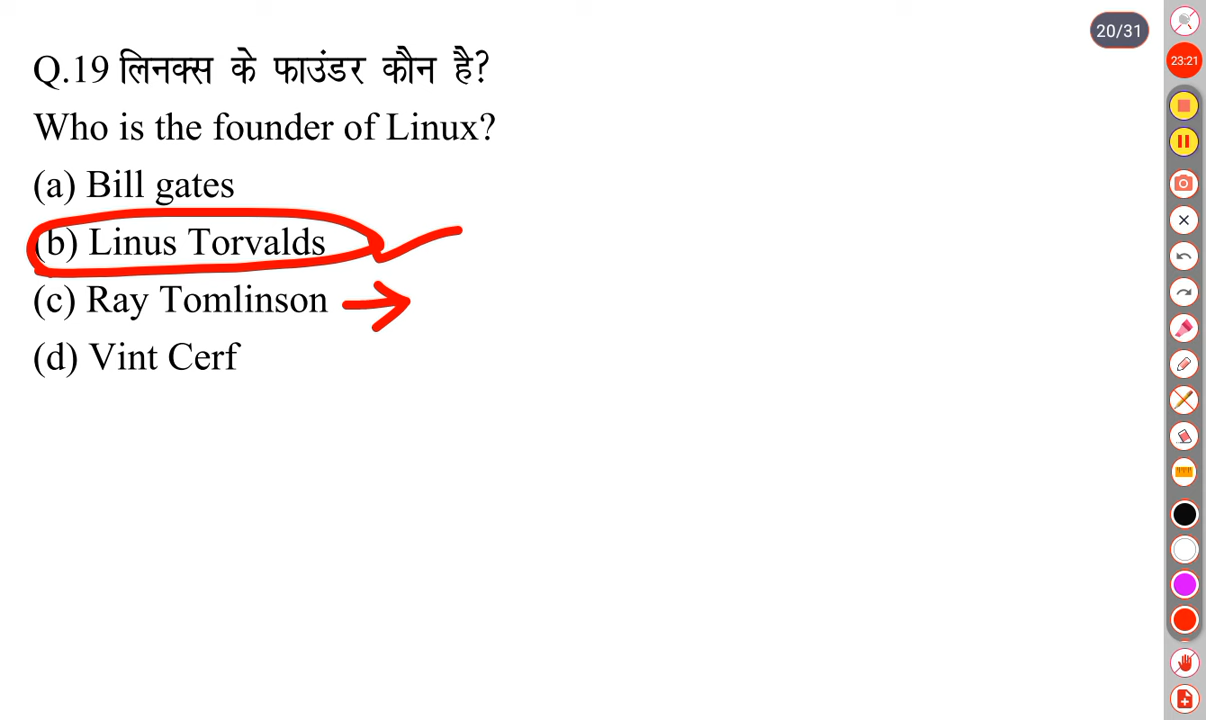 20/31
23:21
Q.19 लिनक्स के फाउंडर कौन है?
Who is the founder of Linux?
(a) Bill gates
(b) Linus Torvalds
(c) Ray Tomlinson
(d) Vint Cerf